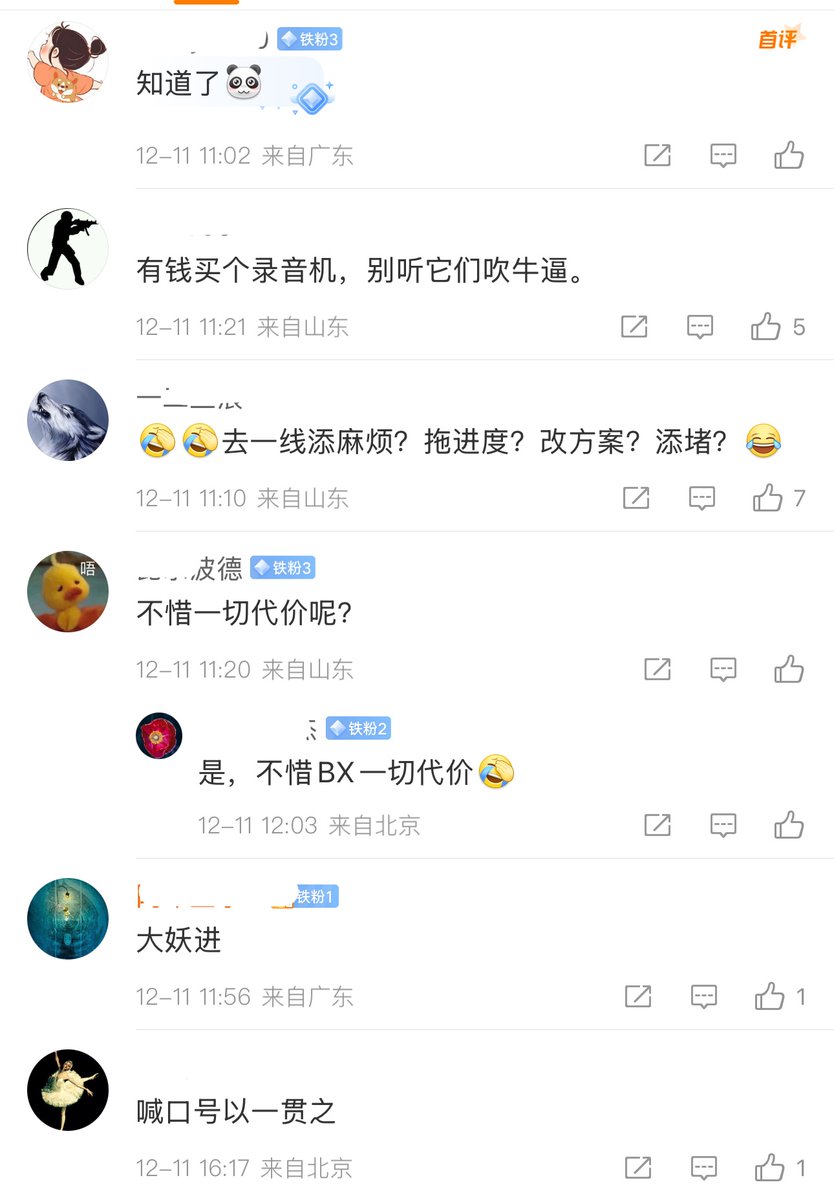 铁粉3
首评
知道了
12-11 11:02 来自广东
有钱买个录音机，别听它们吹牛逼。
12-11 11:21 来自山东
5
去一线添麻烦？拖进度？改方案？添堵？
12-11 11:10 来自山东
7
唔
波德 铁粉3
不惜一切代价呢？
12-11 11:20 来自山东
铁粉2
是，不惜BX一切代价
12-11 12:03 来自北京
铁粉1
大妖进
12-11 11:56 来自广东
1
喊口号以一贯之
12-11 16:17 来自北京
1